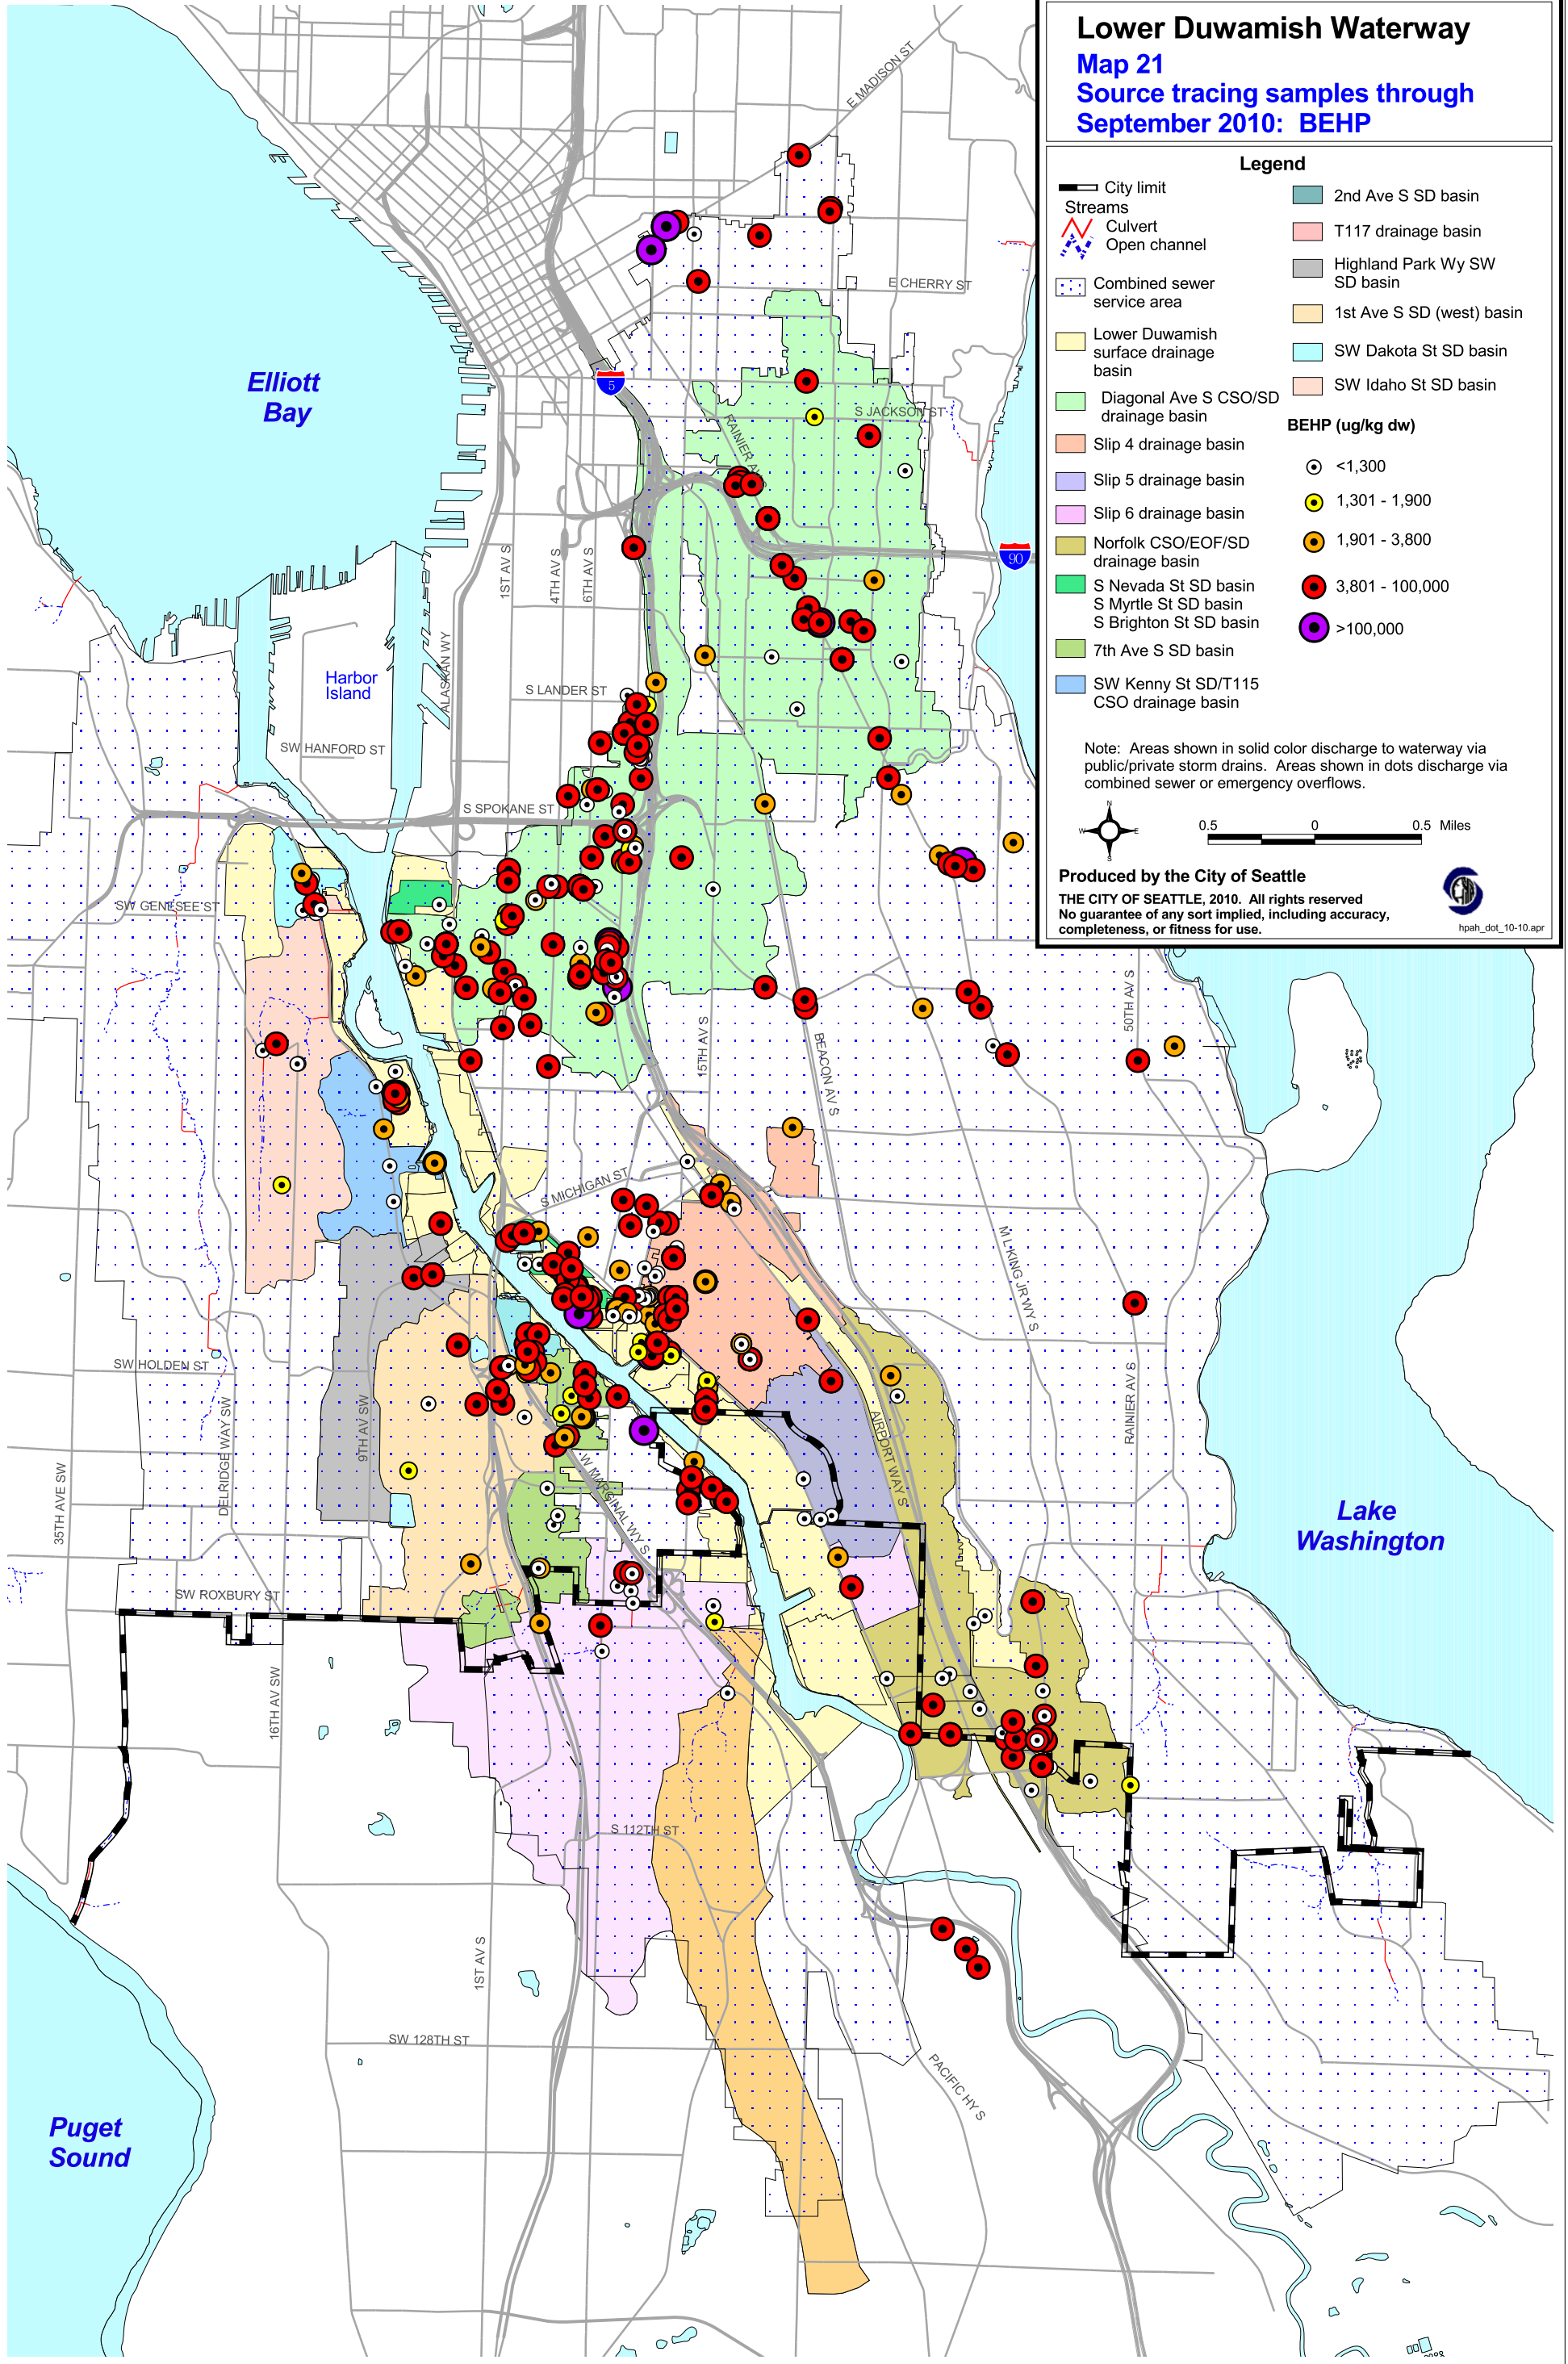 Lower Duwamish Waterway
Map 21
Source tracing samples through
September 2010:  BEHP
Legend
City limit
Streams
Culvert
Open channel
Combined sewer
service area
Lower Duwamish
surface drainage
basin
Diagonal Ave S CSO/SD
drainage basin
Slip 4 drainage basin
Slip 5 drainage basin
Slip 6 drainage basin
Norfolk CSO/EOF/SD
drainage basin
S Nevada St SD basin
S Myrtle St SD basin
S Brighton St SD basin
7th Ave S SD basin
SW Kenny St SD/T115
CSO drainage basin
2nd Ave S SD basin
T117 drainage basin
Highland Park Wy SW
SD basin
1st Ave S SD (west) basin
SW Dakota St SD basin
SW Idaho St SD basin
BEHP (ug/kg dw)
<1,300
1,301 - 1,900
1,901 - 3,800
3,801 - 100,000
>100,000
Note:  Areas shown in solid color discharge to waterway via
public/private storm drains.  Areas shown in dots discharge via
combined sewer or emergency overflows.
N
W
E
S
0.5 0 0.5 Miles
Produced by the City of Seattle
THE CITY OF SEATTLE, 2010.  All rights reserved
No guarantee of any sort implied, including accuracy,
completeness, or fitness for use.
hpah_dot_10-10.apr
E MADISON ST
E CHERRY ST
Elliott
Bay
5
S JACKSON ST
RAINIER AV
90
1ST AV S
4TH AV S
6TH AV S
ALASKAN WY
Harbor
Island
S LANDER ST
SW HANFORD ST
S SPOKANE ST
SW GENESEE ST
15TH AV S
BEACON AV S
50TH AV S
S MICHIGAN ST
M L KING JR WY S
SW HOLDEN ST
DELRIDGE WAY SW
9TH AV SW
35TH AVE SW
W MARGINAL WY S
AIRPORT WAY S
RAINIER AV S
Lake
Washington
SW ROXBURY ST
16TH AV SW
S 112TH ST
1ST AV S
SW 128TH ST
PACIFIC HY S
Puget
Sound